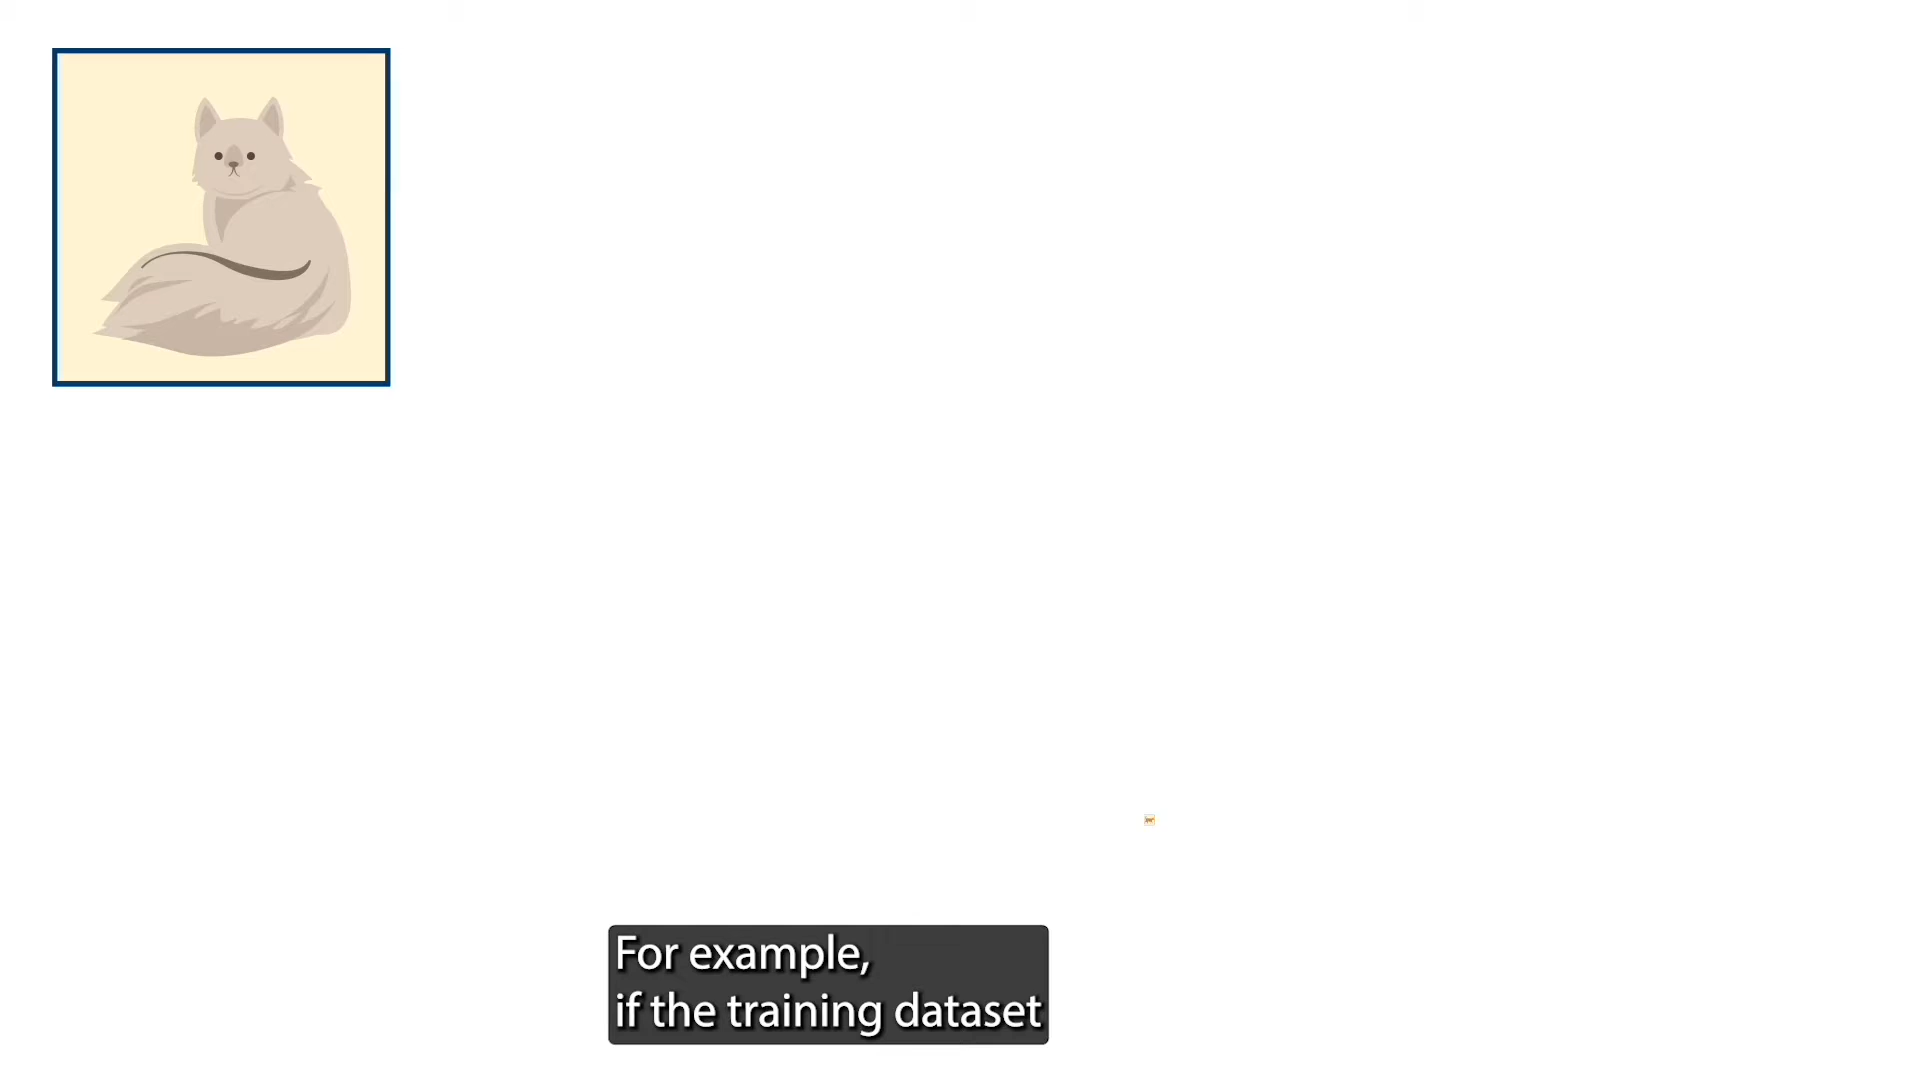 For example,
if the training dataset